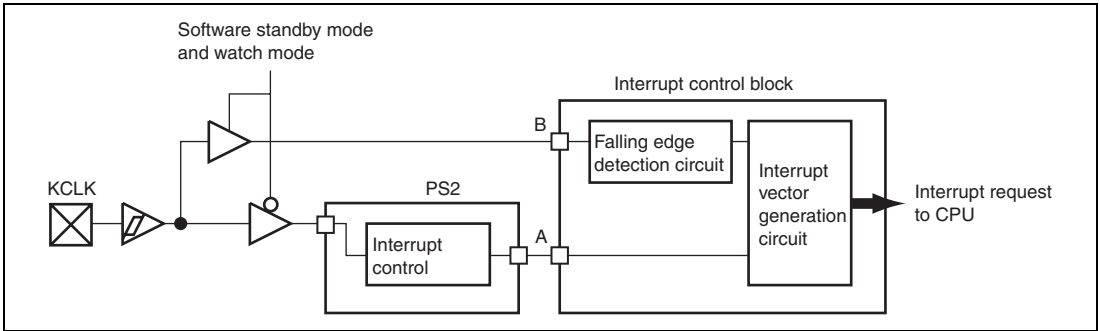 Software standby mode
and watch mode
Interrupt control block
B
Falling edge
detection circuit
KCLK
PS2
Interrupt
vector
generation
circuit
Interrupt request
to CPU
A
Interrupt
control